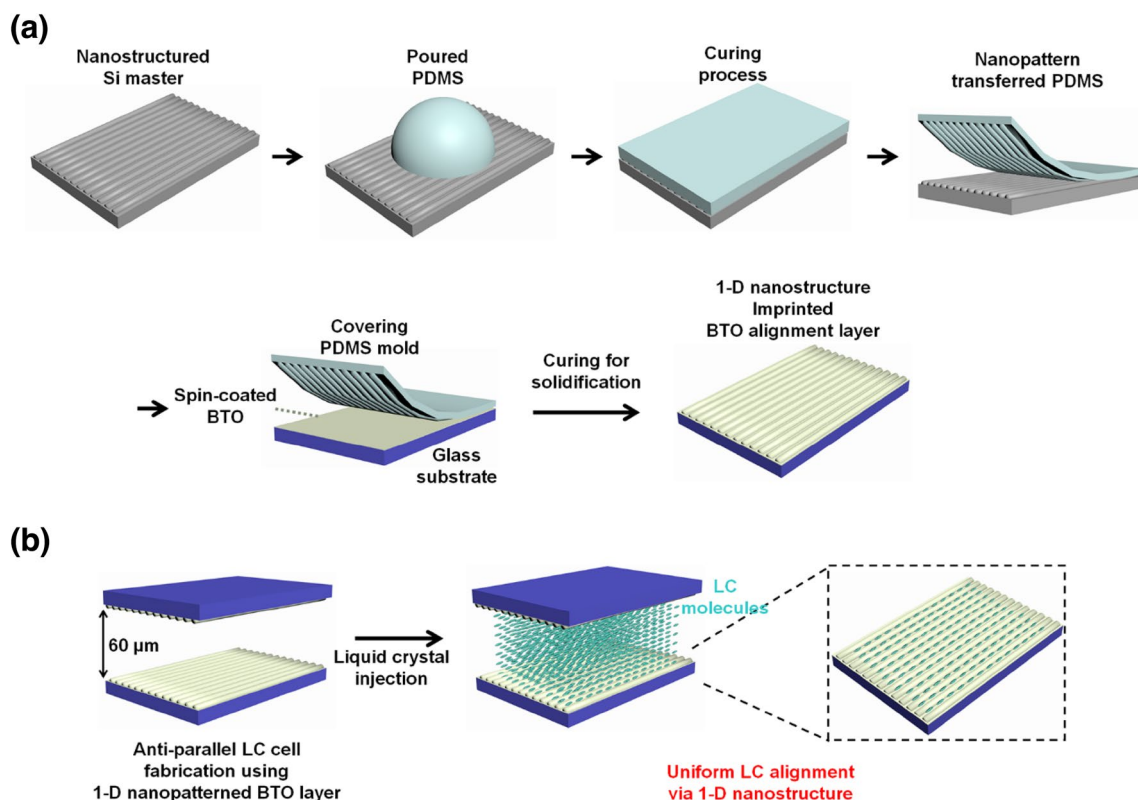 (a)
Nanostructured
Si master
Poured
PDMS
Curing
process
Nanopattern
transferred PDMS
Covering
PDMS mold
Spin-coated
BTO
Glass
substrate
Curing for
solidification
1-D nanostructure
Imprinted
BTO alignment layer
(b)
60 μm
Anti-parallel LC cell
fabrication using
1-D nanopatterned BTO layer
Liquid crystal
injection
LC
molecules
Uniform LC alignment
via 1-D nanostructure